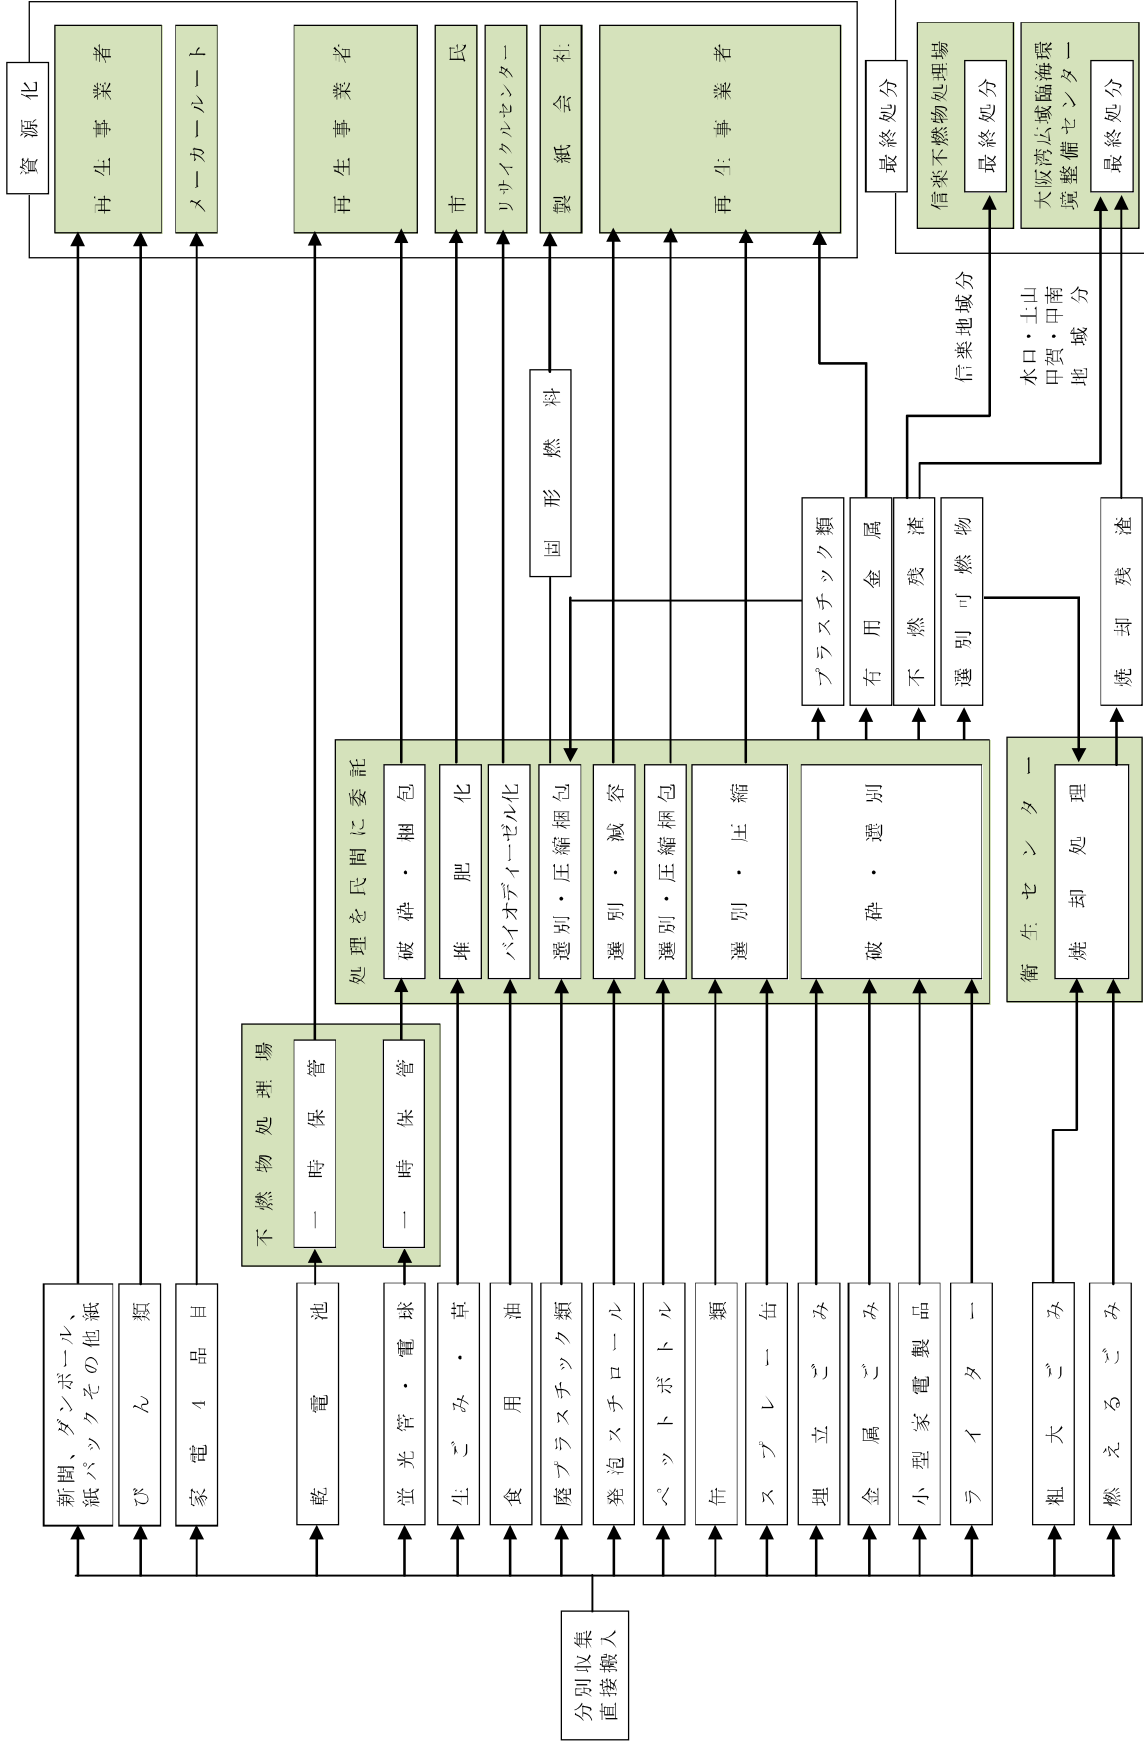 分別収集
直接搬入
新聞、ダンボール、
紙パックその他紙
びん類
家電4品目
乾電池
蛍光管・電球
生ごみ・草
食用油
廃プラスチック類
発泡スチロール
ペットボトル
缶類
スプレー缶
埋立ごみ
金属ごみ
小型家電製品
ライター
粗大ごみ
燃えるごみ
不燃物処理場
一時保管
一時保管
処理を民間に委託
破砕・梱包
堆肥化
バイオディーゼル化
選別・圧縮梱包
選別・減容
選別・圧縮梱包
選別・圧縮
破砕・選別
衛生センター
焼却処理
固形燃料
プラスチック類
有用金属
不燃残渣
選別可燃物
焼却残渣
信楽地域分
水口・土山
甲賀・甲南
地域分
資源化
再生事業者
メーカールート
再生事業者
市民
リサイクルセンター
製紙会社
再生事業者
最終処分
信楽不燃物処理場
最終処分
大阪湾広域臨海環
境整備センター
最終処分